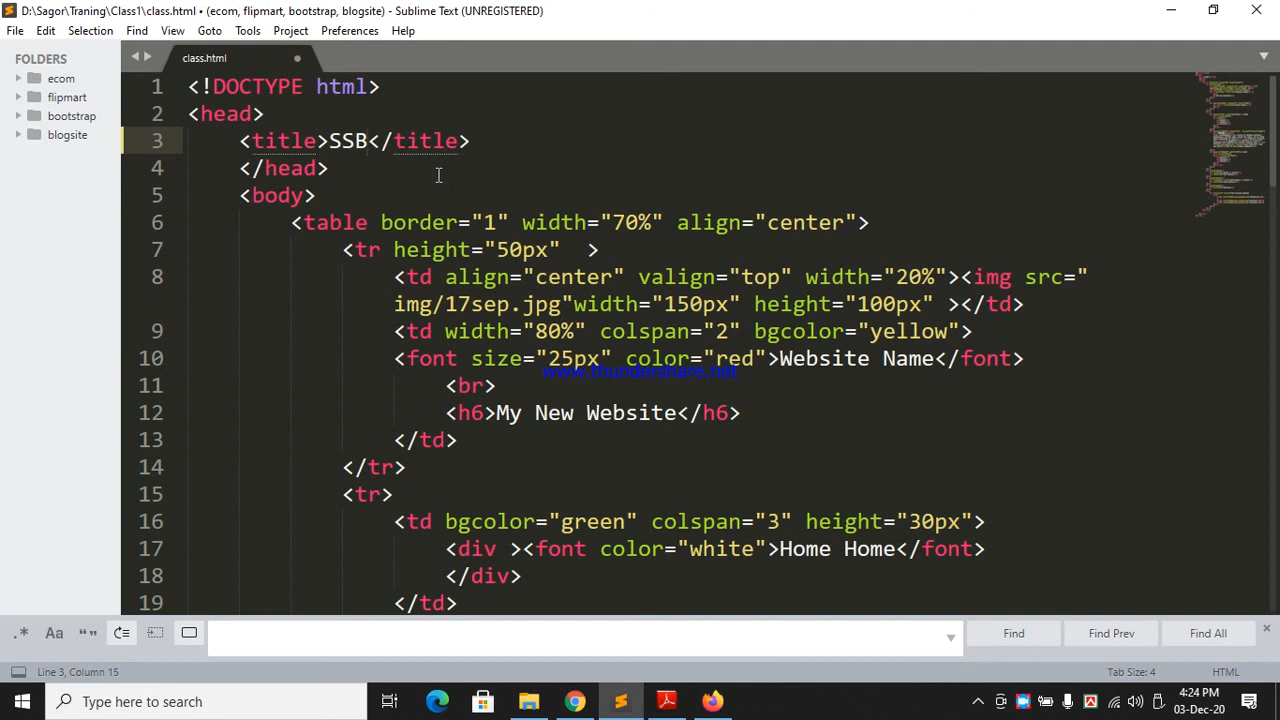 D:\Sagor\Traning\Class1\class.html • (ecom, flipmart, bootstrap, blogsite) - Sublime Text (UNREGISTERED)
File Edit Selection Find View Goto Tools Project Preferences Help
FOLDERS
ecom
flipmart
bootstrap
blogsite
class.html
1 <!DOCTYPE html>
2 <head>
3 <title>SSB</title>
4 </head>
5 <body>
6 <table border="1" width="70%" align="center">
7 <tr height="50px"  >
8 <td align="center" valign="top" width="20%"><img src="
img/17sep.jpg"width="150px" height="100px" ></td>
9 <td width="80%" colspan="2" bgcolor="yellow">
10 <font size="25px" color="red">Website Name</font>
www.thundershare.net
11 <br>
12 <h6>My New Website</h6>
13 </td>
14 </tr>
15 <tr>
16 <td bgcolor="green" colspan="3" height="30px">
17 <div ><font color="white">Home Home</font>
18 </div>
19 </td>
.* Aa “” Find Find Prev Find All
Line 3, Column 15 Tab Size: 4 HTML
Type here to search
4:24 PM
03-Dec-20